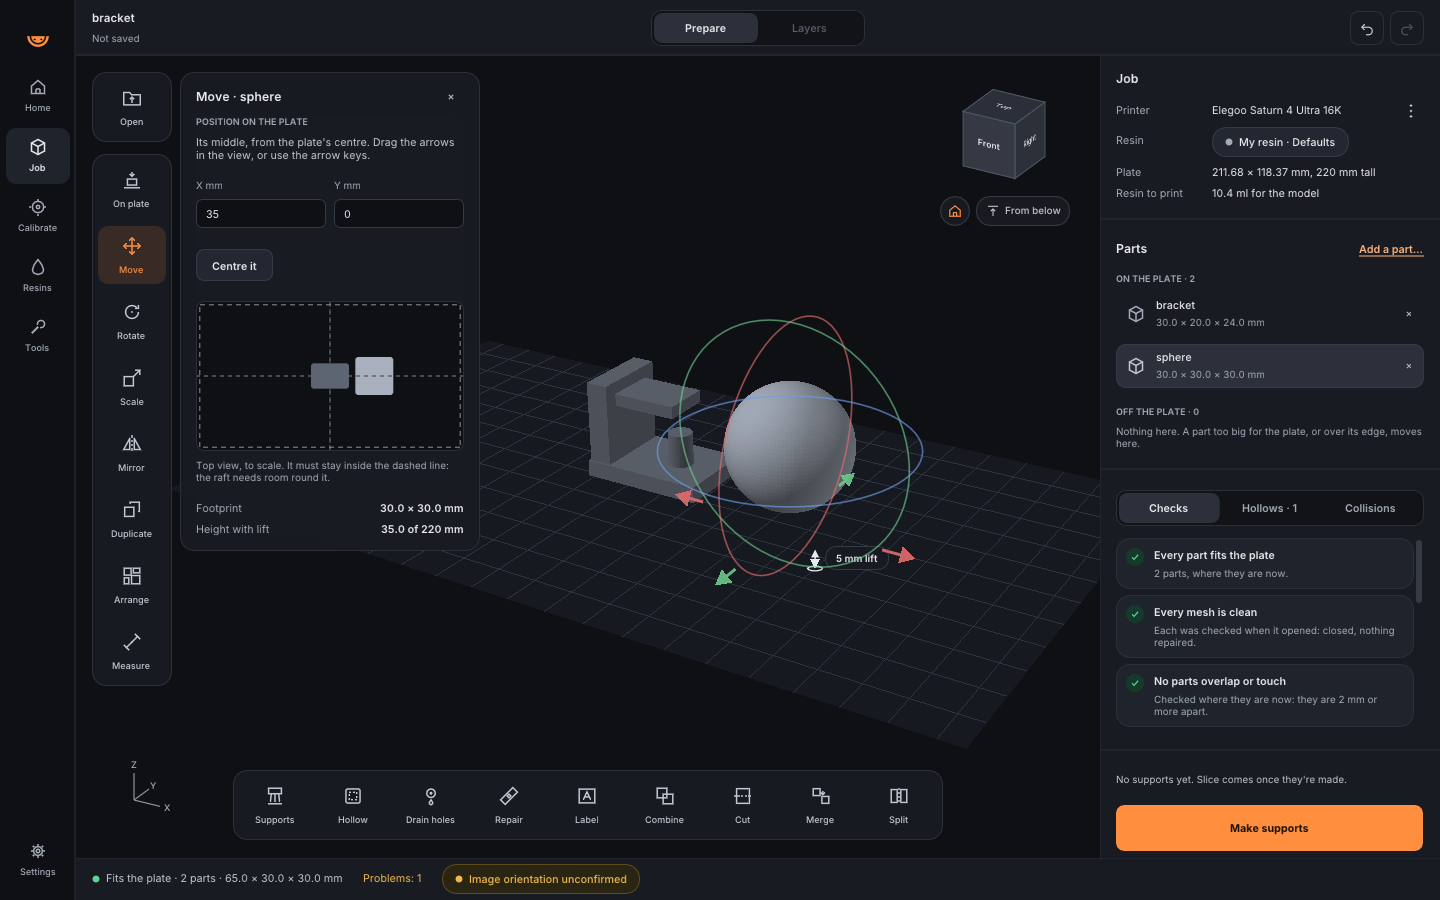 bracket
Not saved
Prepare
Layers
Home
Job
Calibrate
Resins
Tools
Settings
Open
On plate
Move
Rotate
Scale
Mirror
Duplicate
Arrange
Measure
Move · sphere
×
POSITION ON THE PLATE
Its middle, from the plate's centre. Drag the arrows
in the view, or use the arrow keys.
X mm
Y mm
35
0
Centre it
Top view, to scale. It must stay inside the dashed line:
the raft needs room round it.
Footprint
30.0 × 30.0 mm
Height with lift
35.0 of 220 mm
Top
Front
Right
From below
5 mm lift
Z
Y
X
Supports
Hollow
Drain holes
Repair
Label
Combine
Cut
Merge
Split
Job
Printer
Elegoo Saturn 4 Ultra 16K
Resin
My resin · Defaults
Plate
211.68 × 118.37 mm, 220 mm tall
Resin to print
10.4 ml for the model
Parts
Add a part...
ON THE PLATE · 2
bracket
30.0 × 20.0 × 24.0 mm
×
sphere
30.0 × 30.0 × 30.0 mm
×
OFF THE PLATE · 0
Nothing here. A part too big for the plate, or over its edge, moves
here.
Checks
Hollows · 1
Collisions
Every part fits the plate
2 parts, where they are now.
Every mesh is clean
Each was checked when it opened: closed, nothing
repaired.
No parts overlap or touch
Checked where they are now: they are 2 mm or
more apart.
No supports yet. Slice comes once they're made.
Make supports
Fits the plate · 2 parts · 65.0 × 30.0 × 30.0 mm
Problems: 1
Image orientation unconfirmed